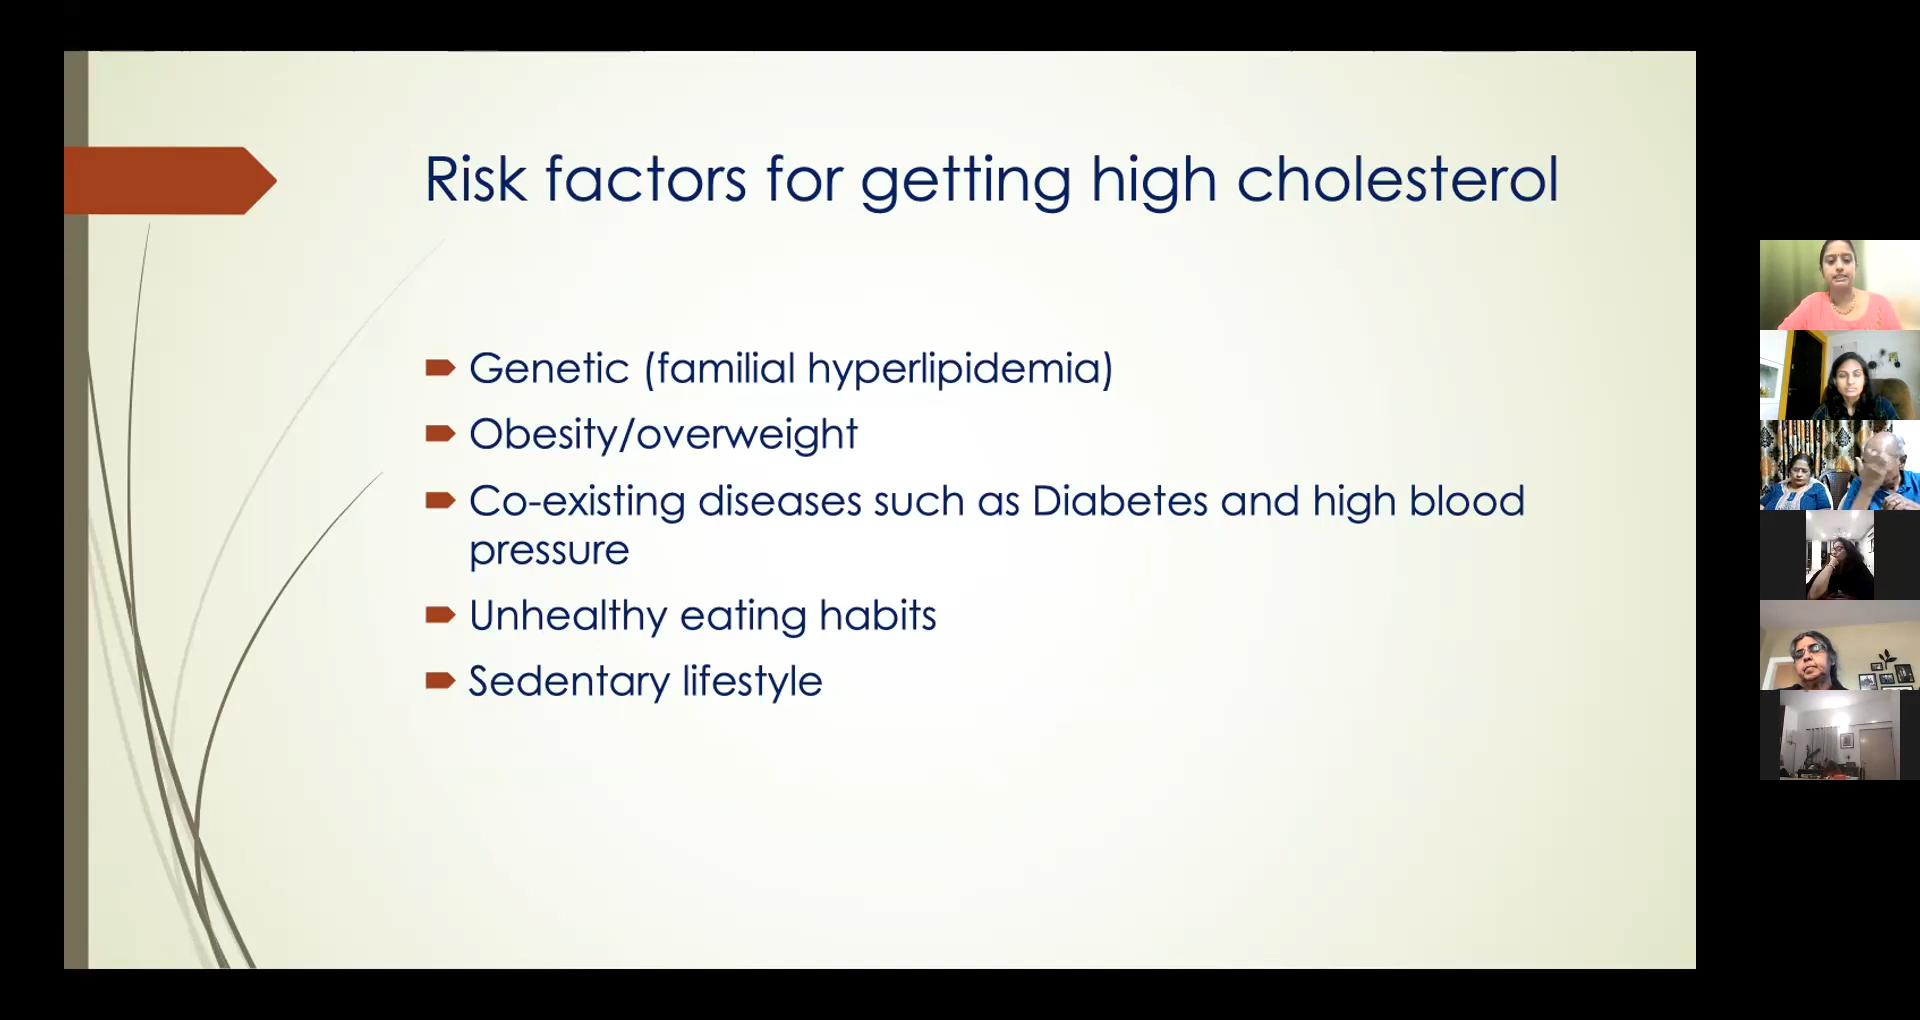 Risk factors for getting high cholesterol
Genetic (familial hyperlipidemia)
Obesity/overweight
Co-existing diseases such as Diabetes and high blood
pressure
Unhealthy eating habits
Sedentary lifestyle